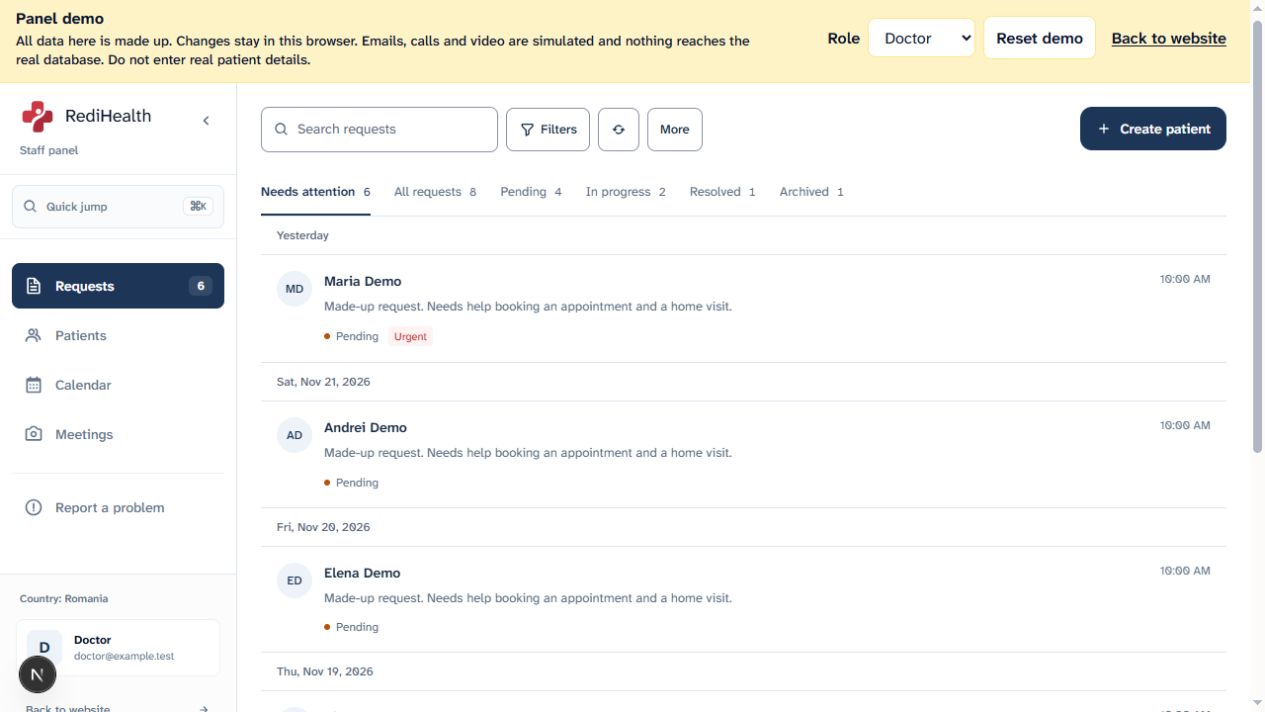 Panel demo
All data here is made up. Changes stay in this browser. Emails, calls and video are simulated and nothing reaches the
real database. Do not enter real patient details.
Role
Doctor
Reset demo
Back to website
RediHealth
Staff panel
Quick jump
⌘K
Requests 6
Patients
Calendar
Meetings
Report a problem
Country: Romania
D
Doctor
doctor@example.test
N
Back to website →
Search requests
Filters
More
+ Create patient
Needs attention 6
All requests 8
Pending 4
In progress 2
Resolved 1
Archived 1
Yesterday
MD
Maria Demo
10:00 AM
Made-up request. Needs help booking an appointment and a home visit.
Pending
Urgent
Sat, Nov 21, 2026
AD
Andrei Demo
10:00 AM
Made-up request. Needs help booking an appointment and a home visit.
Pending
Fri, Nov 20, 2026
ED
Elena Demo
10:00 AM
Made-up request. Needs help booking an appointment and a home visit.
Pending
Thu, Nov 19, 2026